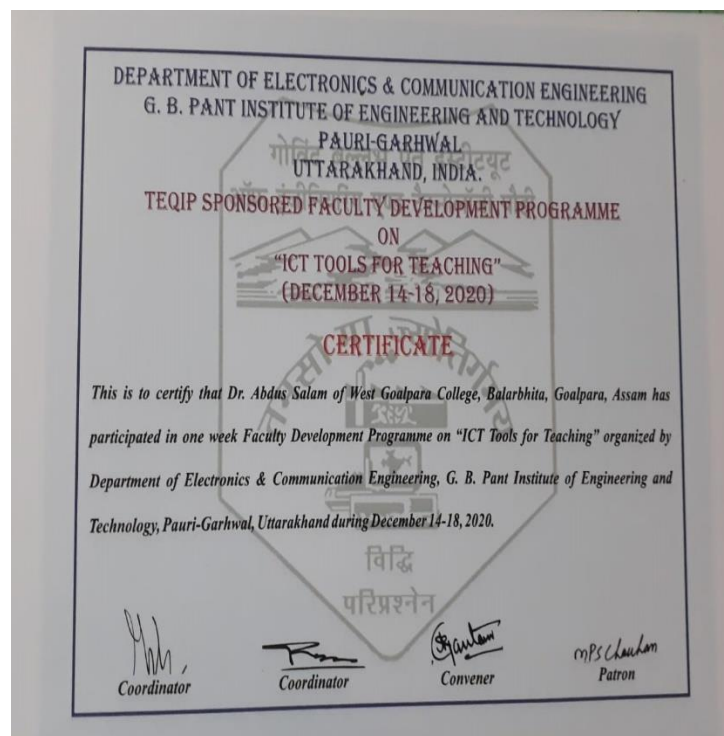 DEPARTMENT OF ELECTRONICS & COMMUNICATION ENGINEERING
G. B. PANT INSTITUTE OF ENGINEERING AND TECHNOLOGY
PAURI-GARHWAL
गोविंद बल्लभ पंत इंस्टीट्यूट
UTTARAKHAND, INDIA.
TEQIP SPONSORED FACULTY DEVELOPMENT PROGRAMME
ON
"ICT TOOLS FOR TEACHING"
(DECEMBER 14-18, 2020)
तमसो मा ज्योतिर्गमय
CERTIFICATE
This is to certify that Dr. Abdus Salam of West Goalpara College, Balarbhita, Goalpara, Assam has
participated in one week Faculty Development Programme on "ICT Tools for Teaching" organized by
Department of Electronics & Communication Engineering, G. B. Pant Institute of Engineering and
Technology, Pauri-Garhwal, Uttarakhand during December 14-18, 2020.
विद्धि
परिप्रश्नेन
MPS Chauhan
Coordinator Coordinator Convener Patron